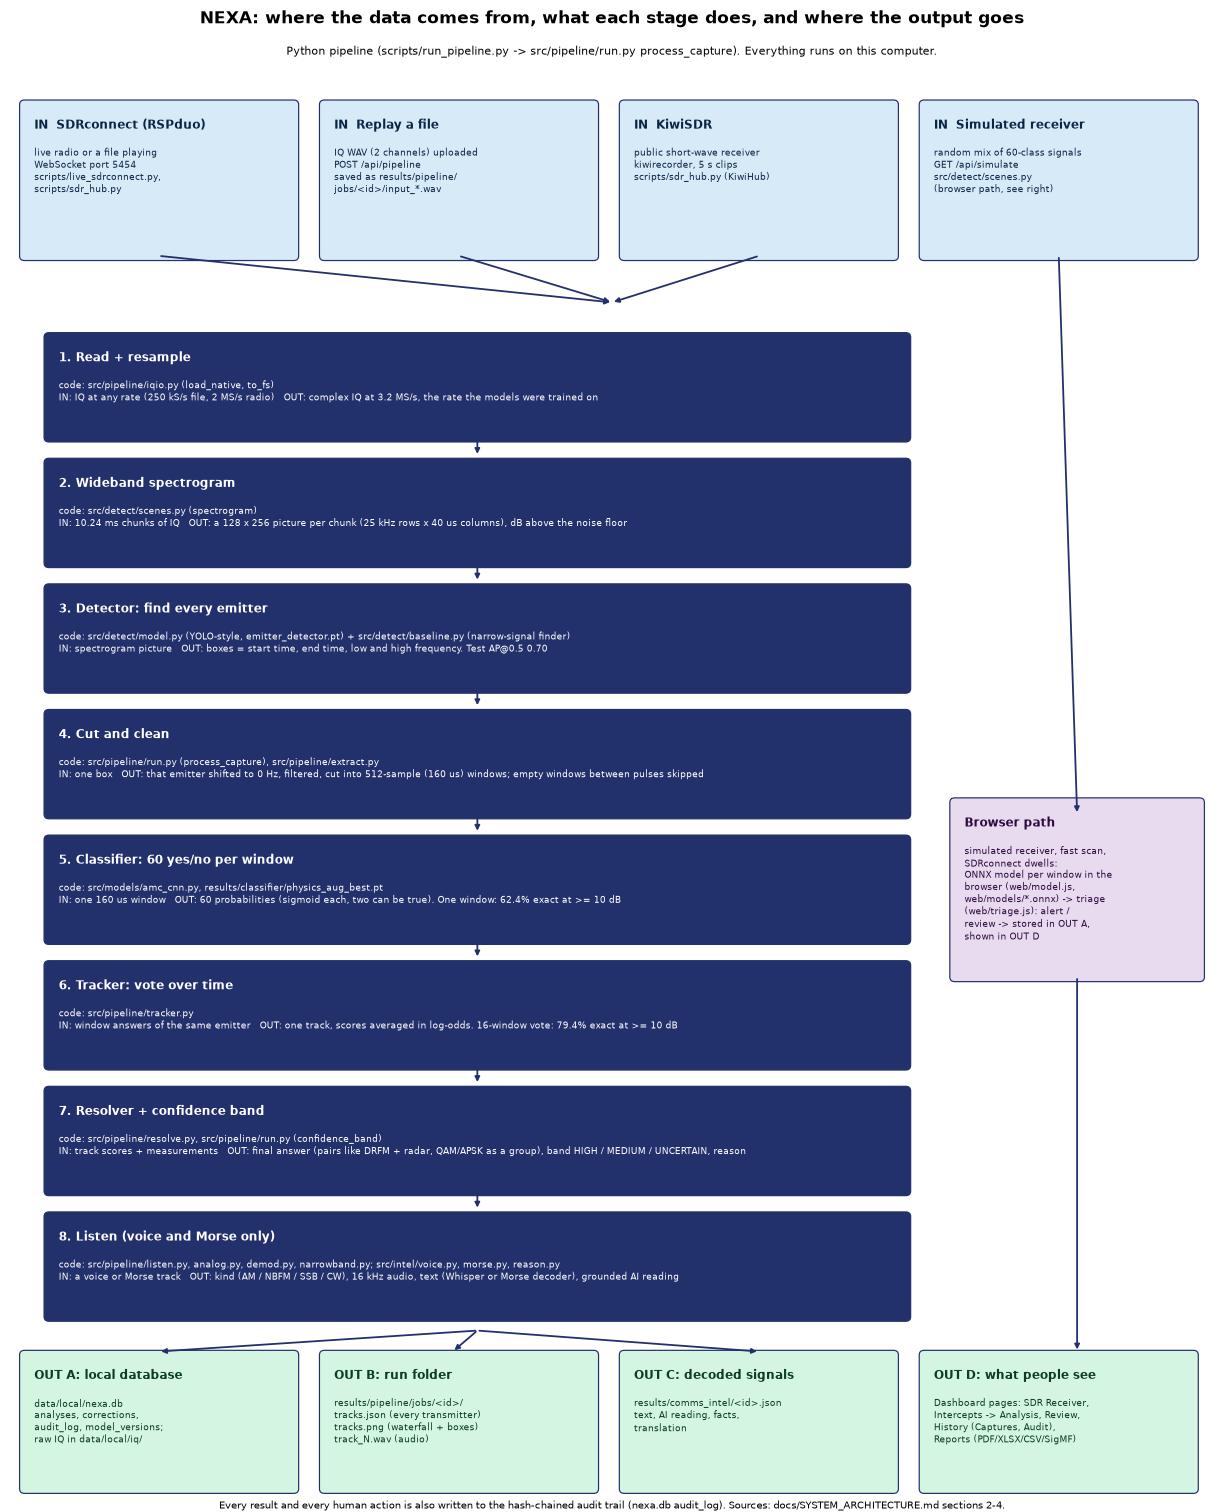 NEXA: where the data comes from, what each stage does, and where the output goes
Python pipeline (scripts/run_pipeline.py -> src/pipeline/run.py process_capture). Everything runs on this computer.
IN  SDRconnect (RSPduo)
live radio or a file playing
WebSocket port 5454
scripts/live_sdrconnect.py,
scripts/sdr_hub.py
IN  Replay a file
IQ WAV (2 channels) uploaded
POST /api/pipeline
saved as results/pipeline/
jobs/<id>/input_*.wav
IN  KiwiSDR
public short-wave receiver
kiwirecorder, 5 s clips
scripts/sdr_hub.py (KiwiHub)
IN  Simulated receiver
random mix of 60-class signals
GET /api/simulate
src/detect/scenes.py
(browser path, see right)
1. Read + resample
code: src/pipeline/iqio.py (load_native, to_fs)
IN: IQ at any rate (250 kS/s file, 2 MS/s radio)   OUT: complex IQ at 3.2 MS/s, the rate the models were trained on
2. Wideband spectrogram
code: src/detect/scenes.py (spectrogram)
IN: 10.24 ms chunks of IQ   OUT: a 128 x 256 picture per chunk (25 kHz rows x 40 us columns), dB above the noise floor
3. Detector: find every emitter
code: src/detect/model.py (YOLO-style, emitter_detector.pt) + src/detect/baseline.py (narrow-signal finder)
IN: spectrogram picture   OUT: boxes = start time, end time, low and high frequency. Test AP@0.5 0.70
4. Cut and clean
code: src/pipeline/run.py (process_capture), src/pipeline/extract.py
IN: one box   OUT: that emitter shifted to 0 Hz, filtered, cut into 512-sample (160 us) windows; empty windows between pulses skipped
5. Classifier: 60 yes/no per window
code: src/models/amc_cnn.py, results/classifier/physics_aug_best.pt
IN: one 160 us window   OUT: 60 probabilities (sigmoid each, two can be true). One window: 62.4% exact at >= 10 dB
6. Tracker: vote over time
code: src/pipeline/tracker.py
IN: window answers of the same emitter   OUT: one track, scores averaged in log-odds. 16-window vote: 79.4% exact at >= 10 dB
7. Resolver + confidence band
code: src/pipeline/resolve.py, src/pipeline/run.py (confidence_band)
IN: track scores + measurements   OUT: final answer (pairs like DRFM + radar, QAM/APSK as a group), band HIGH / MEDIUM / UNCERTAIN, reason
8. Listen (voice and Morse only)
code: src/pipeline/listen.py, analog.py, demod.py, narrowband.py; src/intel/voice.py, morse.py, reason.py
IN: a voice or Morse track   OUT: kind (AM / NBFM / SSB / CW), 16 kHz audio, text (Whisper or Morse decoder), grounded AI reading
Browser path
simulated receiver, fast scan,
SDRconnect dwells:
ONNX model per window in the
browser (web/model.js,
web/models/*.onnx) -> triage
(web/triage.js): alert /
review -> stored in OUT A,
shown in OUT D
OUT A: local database
data/local/nexa.db
analyses, corrections,
audit_log, model_versions;
raw IQ in data/local/iq/
OUT B: run folder
results/pipeline/jobs/<id>/
tracks.json (every transmitter)
tracks.png (waterfall + boxes)
track_N.wav (audio)
OUT C: decoded signals
results/comms_intel/<id>.json
text, AI reading, facts,
translation
OUT D: what people see
Dashboard pages: SDR Receiver,
Intercepts -> Analysis, Review,
History (Captures, Audit),
Reports (PDF/XLSX/CSV/SigMF)
Every result and every human action is also written to the hash-chained audit trail (nexa.db audit_log). Sources: docs/SYSTEM_ARCHITECTURE.md sections 2-4.